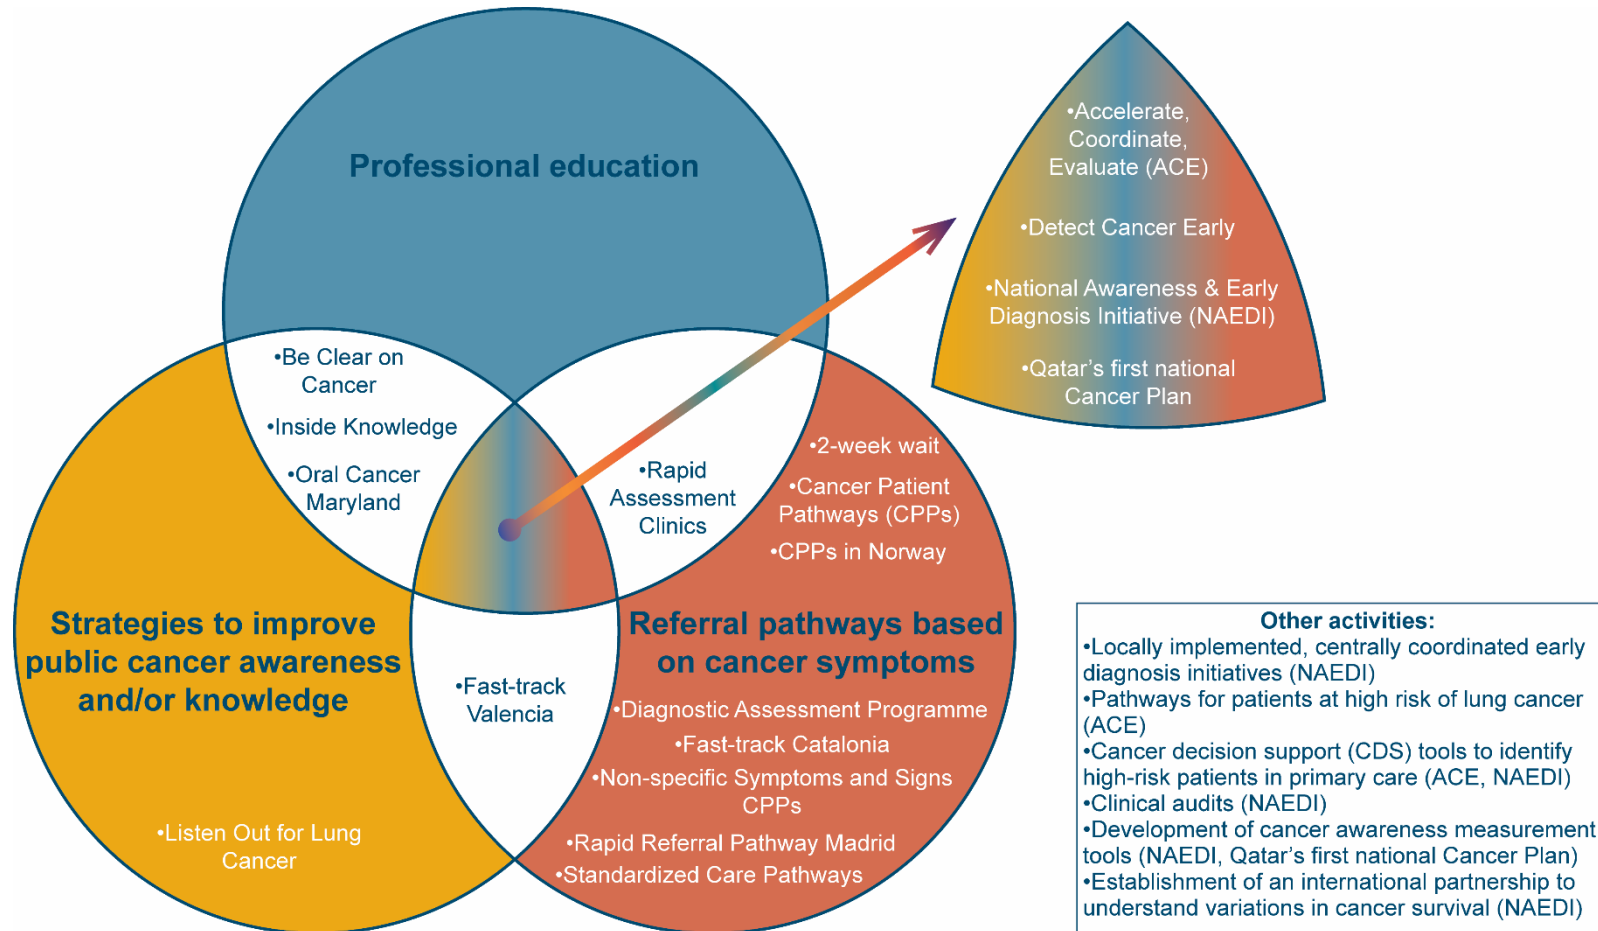 Professional education
•Be Clear on
Cancer
•Inside Knowledge
•Oral Cancer
Maryland
•Rapid
Assessment
Clinics
•2-week wait
•Cancer Patient
Pathways (CPPs)
•CPPs in Norway
Strategies to improve
public cancer awareness
and/or knowledge
•Listen Out for Lung
Cancer
•Fast-track
Valencia
Referral pathways based
on cancer symptoms
•Diagnostic Assessment Programme
•Fast-track Catalonia
•Non-specific Symptoms and Signs
CPPs
•Rapid Referral Pathway Madrid
•Standardized Care Pathways
•Accelerate,
Coordinate,
Evaluate (ACE)
•Detect Cancer Early
•National Awareness & Early
Diagnosis Initiative (NAEDI)
•Qatar’s first national
Cancer Plan
Other activities:
•Locally implemented, centrally coordinated early
diagnosis initiatives (NAEDI)
•Pathways for patients at high risk of lung cancer
(ACE)
•Cancer decision support (CDS) tools to identify
high-risk patients in primary care (ACE, NAEDI)
•Clinical audits (NAEDI)
•Development of cancer awareness measurement
tools (NAEDI, Qatar’s first national Cancer Plan)
•Establishment of an international partnership to
understand variations in cancer survival (NAEDI)